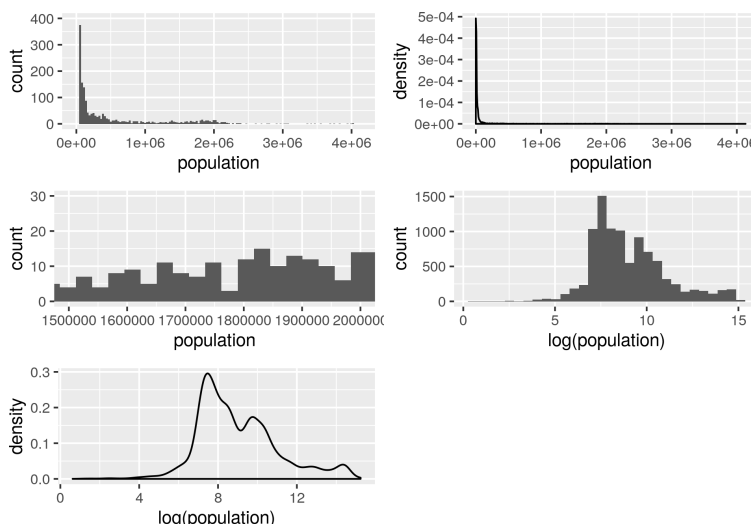 400
300
200
100
0
count
0e+00 1e+06 2e+06 3e+06 4e+06
population
5e-04
4e-04
3e-04
2e-04
1e-04
0e+00
density
0e+00 1e+06 2e+06 3e+06 4e+06
population
30
20
10
0
count
1500000 1600000 1700000 1800000 1900000 2000000
population
1500
1000
500
0
count
0 5 10 15
log(population)
0.3
0.2
0.1
0.0
density
0 4 8 12
log(population)